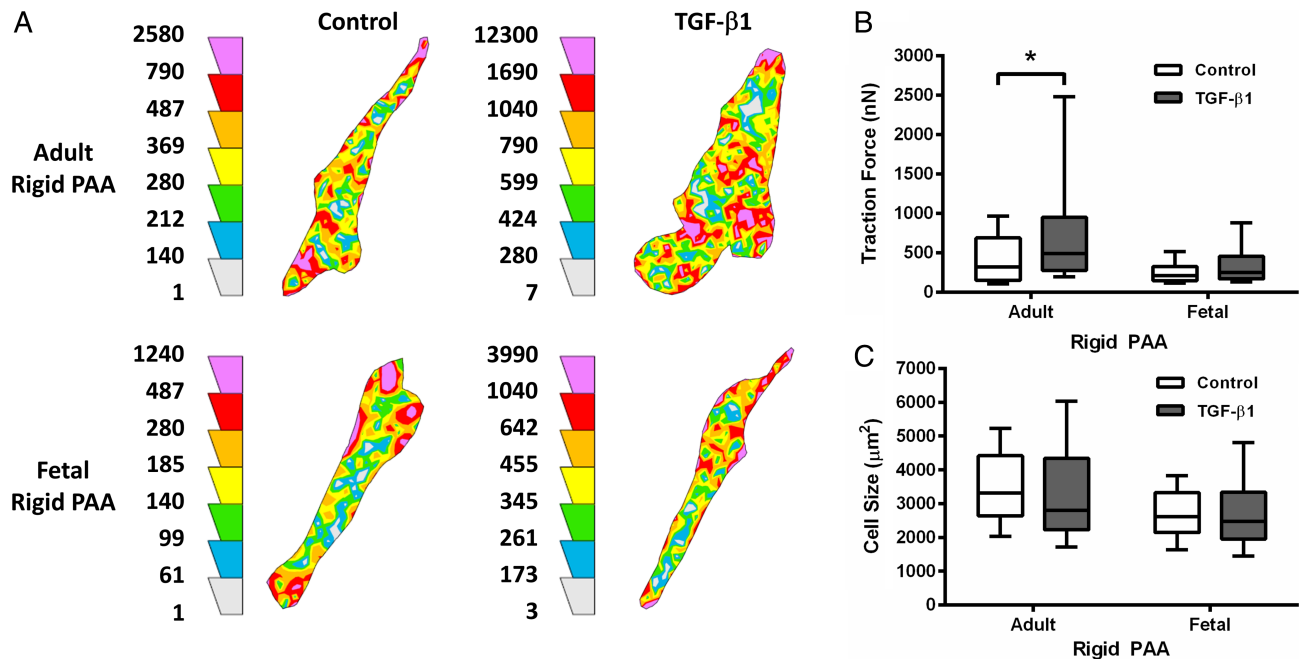 A
Control
TGF-β1
Adult
Rigid PAA
2580
790
487
369
280
212
140
1
12300
1690
1040
790
599
424
280
7
Fetal
Rigid PAA
1240
487
280
185
140
99
61
1
3990
1040
642
455
345
261
173
3
B
Traction Force (nN)
3000
2500
2000
1500
1000
500
0
*
Control
TGF-β1
Adult
Fetal
Rigid PAA
C
Cell Size (μm²)
7000
6000
5000
4000
3000
2000
1000
0
Control
TGF-β1
Adult
Fetal
Rigid PAA